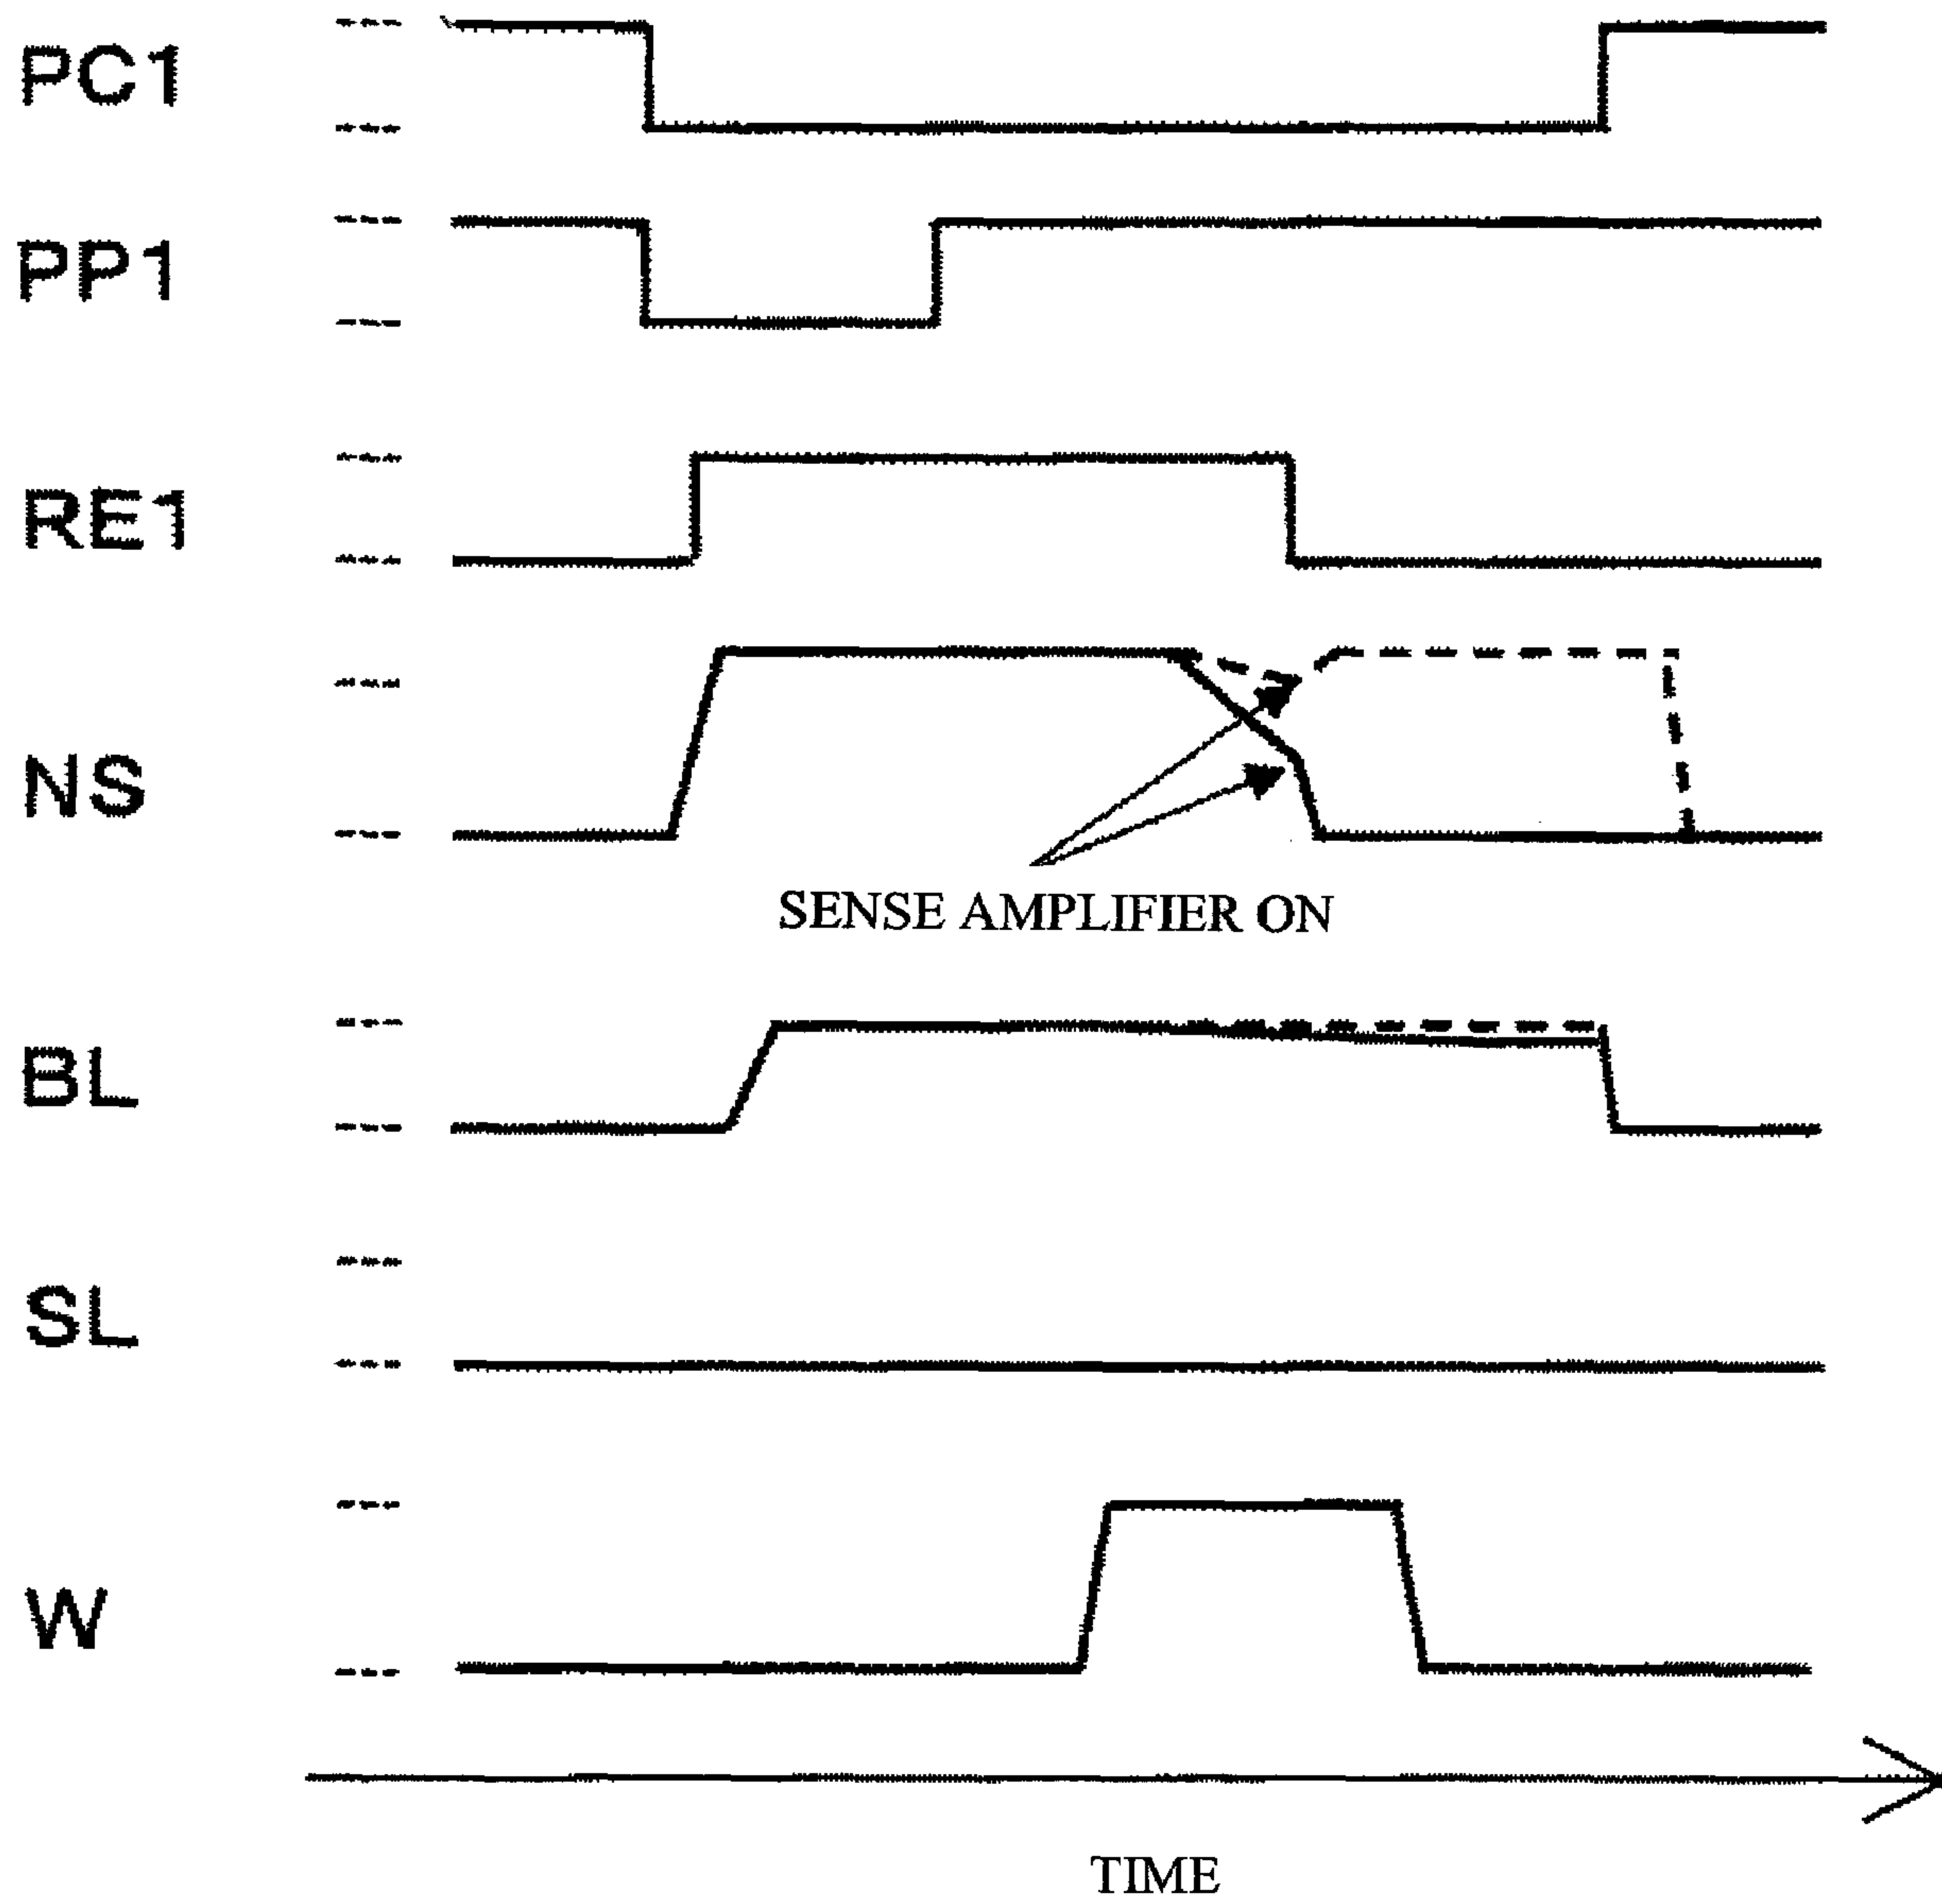 PC1
PP1
RE1
NS
SENSE AMPLIFIER ON
BL
SL
W
TIME